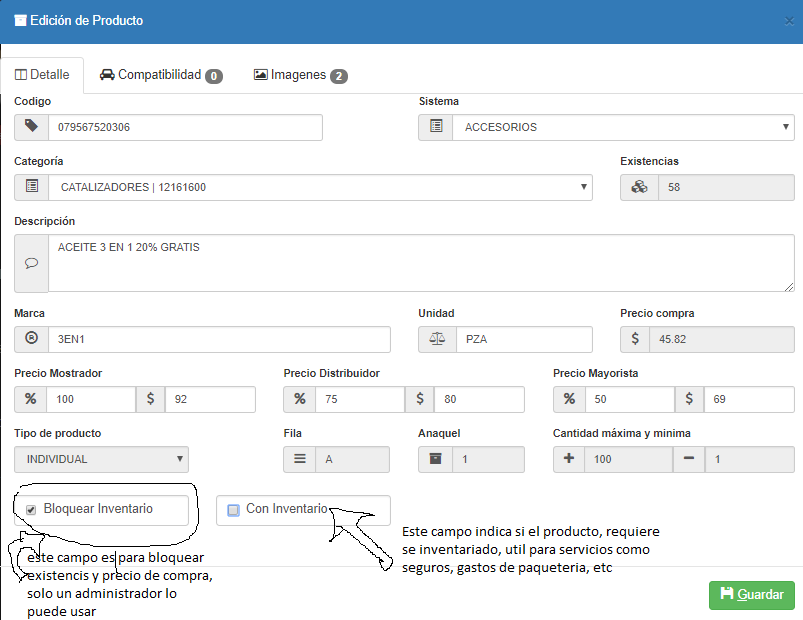 Edición de Producto ×
Detalle Compatibilidad 0 Imagenes 2
Codigo Sistema
079567520306 ACCESORIOS
Categoría Existencias
CATALIZADORES | 12161600 58
Descripción
ACEITE 3 EN 1 20% GRATIS
Marca Unidad Precio compra
® 3EN1 PZA $ 45.82
Precio Mostrador Precio Distribuidor Precio Mayorista
% 100 $ 92 % 75 $ 80 % 50 $ 69
Tipo de producto Fila Anaquel Cantidad máxima y minima
INDIVIDUAL A 1 + 100 − 1
Bloquear Inventario Con Inventario
este campo es para bloquear
existencis y precio de compra,
solo un administrador lo
puede usar
Este campo indica si el producto, requiere
se inventariado, util para servicios como
seguros, gastos de paqueteria, etc
Guardar